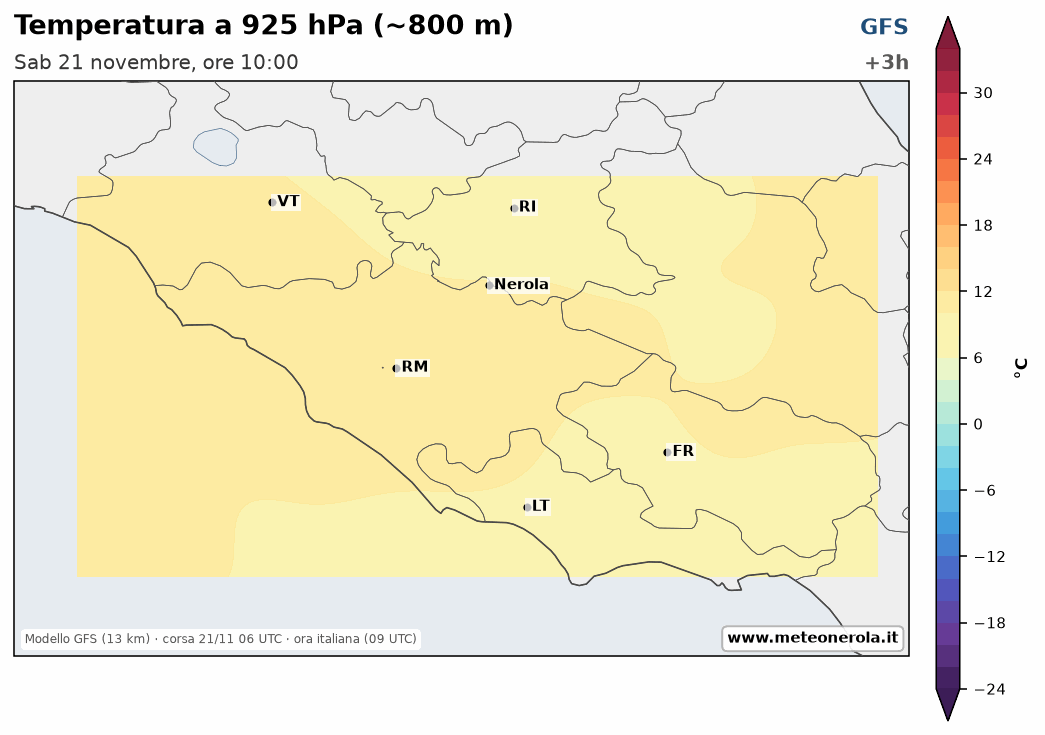 Temperatura a 925 hPa (~800 m)
GFS
Sab 21 novembre, ore 10:00
+3h
VT
RI
Nerola
RM
FR
LT
30
24
18
12
6
0
−6
−12
−18
−24
°C
Modello GFS (13 km) · corsa 21/11 06 UTC · ora italiana (09 UTC)
www.meteonerola.it